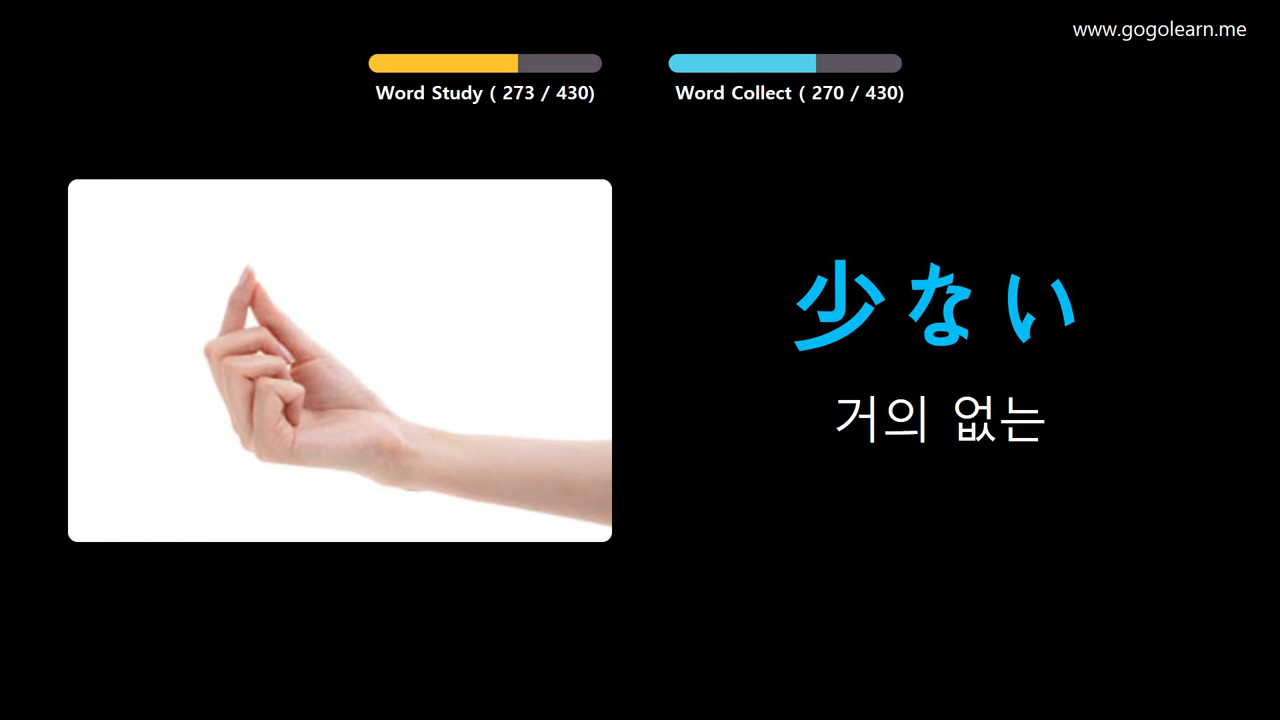 www.gogolearn.me
Word Study ( 273 / 430)
Word Collect ( 270 / 430)
少ない
거의 없는